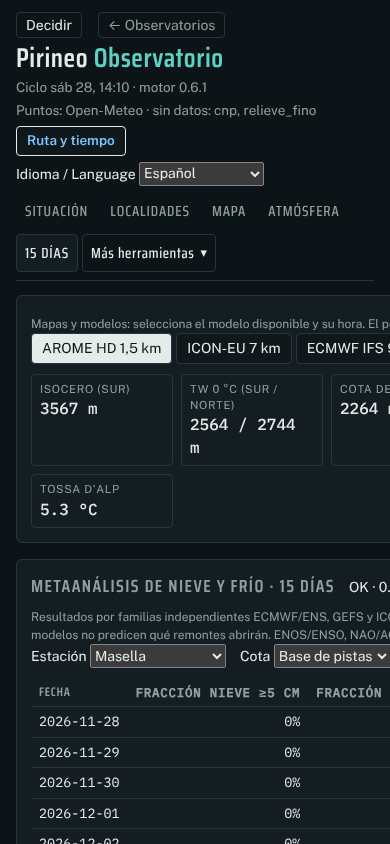 Decidir
← Observatorios
Pirineo Observatorio
Ciclo sáb 28, 14:10 · motor 0.6.1
Puntos: Open-Meteo · sin datos: cnp, relieve_fino
Ruta y tiempo
Idioma / Language Español
SITUACIÓN LOCALIDADES MAPA ATMÓSFERA
15 DÍAS Más herramientas ▾
Mapas y modelos: selecciona el modelo disponible y su hora. El p
AROME HD 1,5 km ICON-EU 7 km ECMWF IFS 9
ISOCERO (SUR)
3567 m
TW 0 °C (SUR /
NORTE)
2564 / 2744
m
COTA DE
2264
TOSSA D'ALP
5.3 °C
METAANÁLISIS DE NIEVE Y FRÍO · 15 DÍAS OK · 0.
Resultados por familias independientes ECMWF/ENS, GEFS y ICO
modelos no predicen qué remontes abrirán. ENOS/ENSO, NAO/A
Estación Masella Cota Base de pistas
FECHA FRACCIÓN NIEVE ≥5 CM FRACCIÓN
2026-11-28 0%
2026-11-29 0%
2026-11-30 0%
2026-12-01 0%
2026-12-02 0%